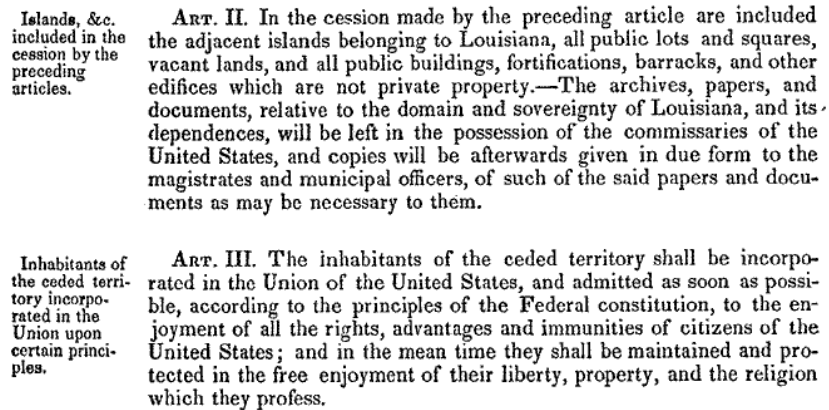 Islands, &c.
included in the
cession by the
preceding
articles.
ART. II. In the cession made by the preceding article are included
the adjacent islands belonging to Louisiana, all public lots and squares,
vacant lands, and all public buildings, fortifications, barracks, and other
edifices which are not private property.—The archives, papers, and
documents, relative to the domain and sovereignty of Louisiana, and its
dependences, will be left in the possession of the commissaries of the
United States, and copies will be afterwards given in due form to the
magistrates and municipal officers, of such of the said papers and docu-
ments as may be necessary to them.
Inhabitants of
the ceded terri-
tory incorpo-
rated in the
Union upon
certain princi-
ples.
ART. III. The inhabitants of the ceded territory shall be incorpo-
rated in the Union of the United States, and admitted as soon as possi-
ble, according to the principles of the Federal constitution, to the en-
joyment of all the rights, advantages and immunities of citizens of the
United States; and in the mean time they shall be maintained and pro-
tected in the free enjoyment of their liberty, property, and the religion
which they profess.